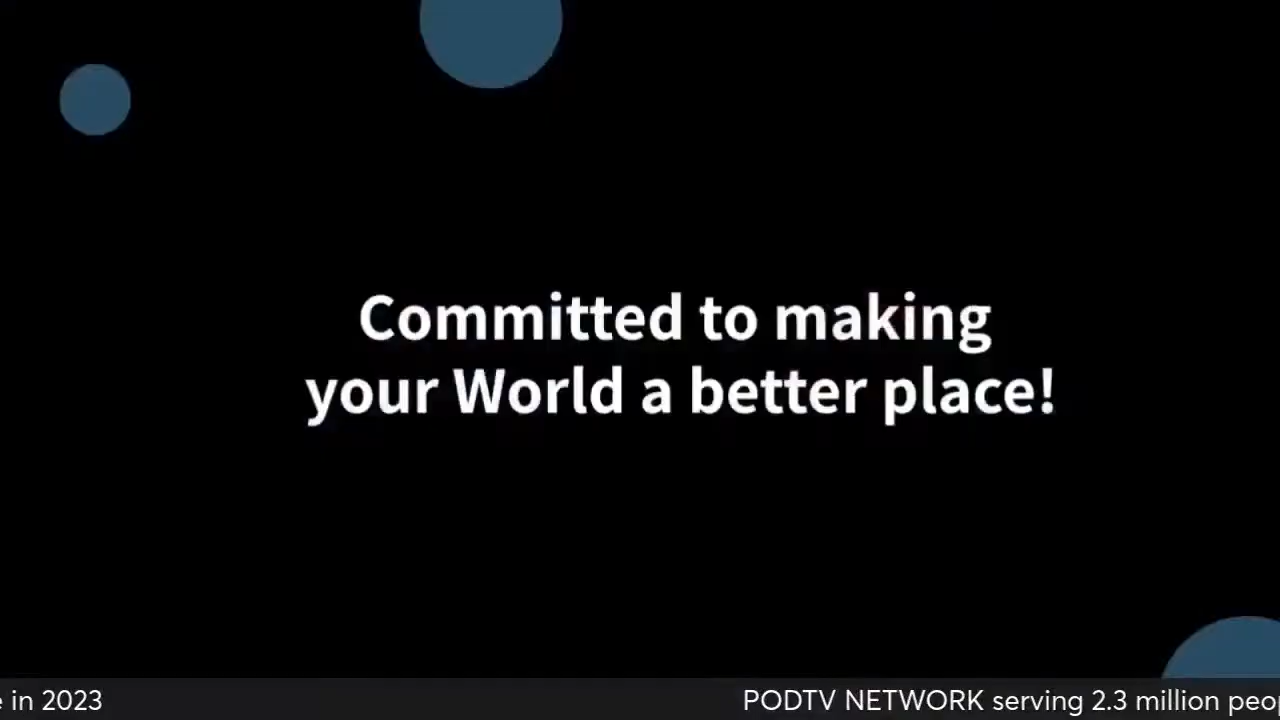 Committed to making
your World a better place!
in 2023
PODTV NETWORK serving 2.3 million